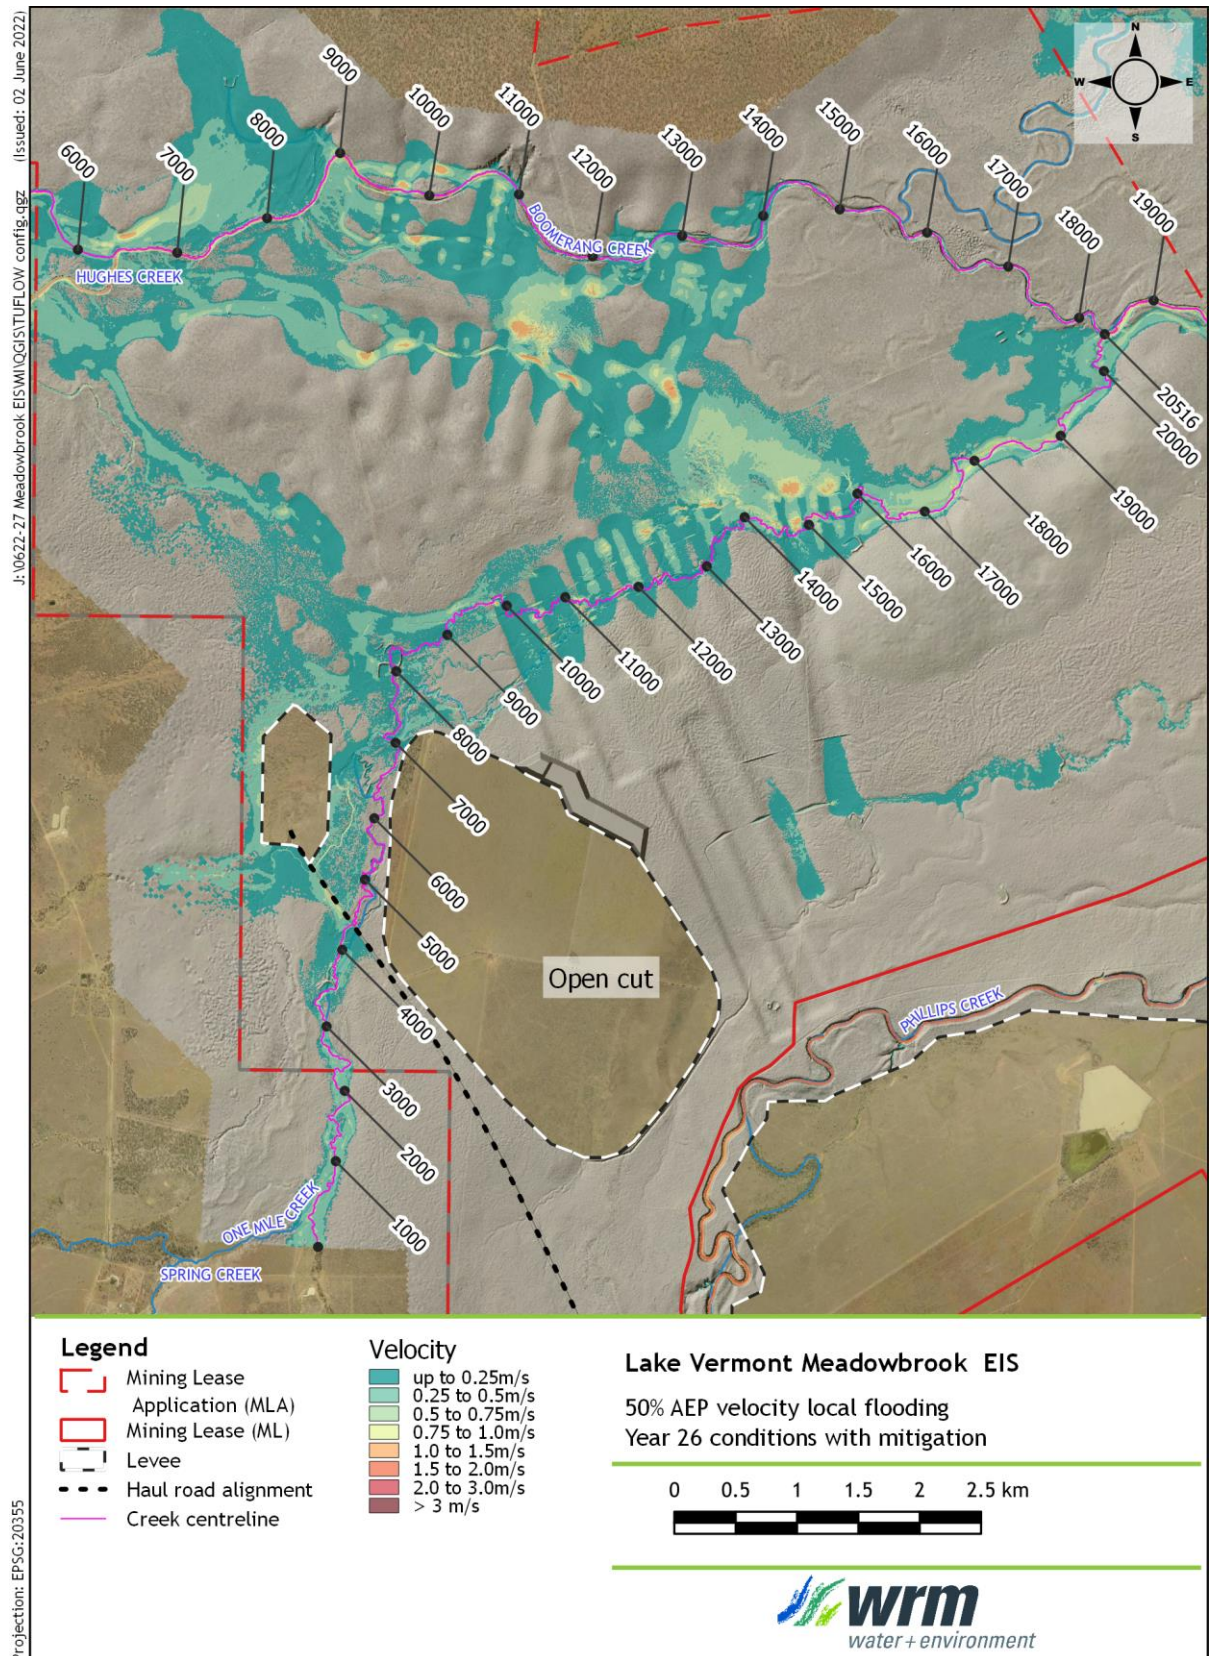 J:\0622-27 Meadowbrook EIS\WI\QGIS\TUFLOW config.qgz (Issued: 02 June 2022)
Projection: EPSG:20355
N
W E
S
6000
7000
8000
9000
10000
11000
12000
13000
14000
15000
16000
17000
18000
19000
HUGHES CREEK
BOOMERANG CREEK
20516
20000
19000
18000
17000
16000
15000
14000
13000
12000
11000
10000
9000
8000
7000
6000
5000
4000
3000
2000
1000
Open cut
PHILLIPS CREEK
ONE MILE CREEK
SPRING CREEK
Legend
Mining Lease
Application (MLA)
Mining Lease (ML)
Levee
Haul road alignment
Creek centreline
Velocity
up to 0.25m/s
0.25 to 0.5m/s
0.5 to 0.75m/s
0.75 to 1.0m/s
1.0 to 1.5m/s
1.5 to 2.0m/s
2.0 to 3.0m/s
> 3 m/s
Lake Vermont Meadowbrook EIS
50% AEP velocity local flooding
Year 26 conditions with mitigation
0 0.5 1 1.5 2 2.5 km
wrm
water + environment